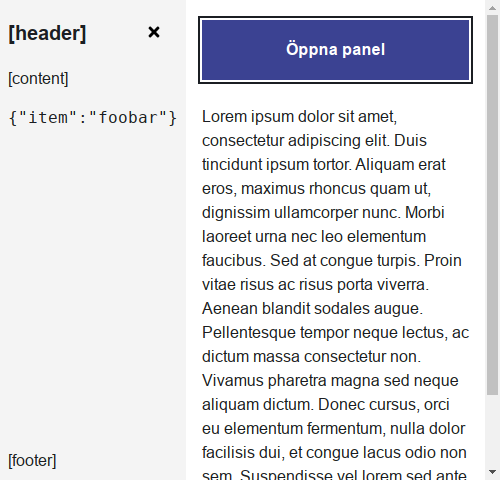 [header] ×
[content]
{"item":"foobar"}
[footer]
Öppna panel
Lorem ipsum dolor sit amet,
consectetur adipiscing elit. Duis
tincidunt ipsum tortor. Aliquam erat
eros, maximus rhoncus quam ut,
dignissim ullamcorper nunc. Morbi
laoreet urna nec leo elementum
faucibus. Sed at congue turpis. Proin
vitae risus ac risus porta viverra.
Aenean blandit sodales augue.
Pellentesque tempor neque lectus, ac
dictum massa consectetur non.
Vivamus pharetra magna sed neque
aliquam dictum. Donec cursus, orci
eu elementum fermentum, nulla dolor
facilisis dui, et congue lacus odio non
sem. Suspendisse vel lorem sed ante